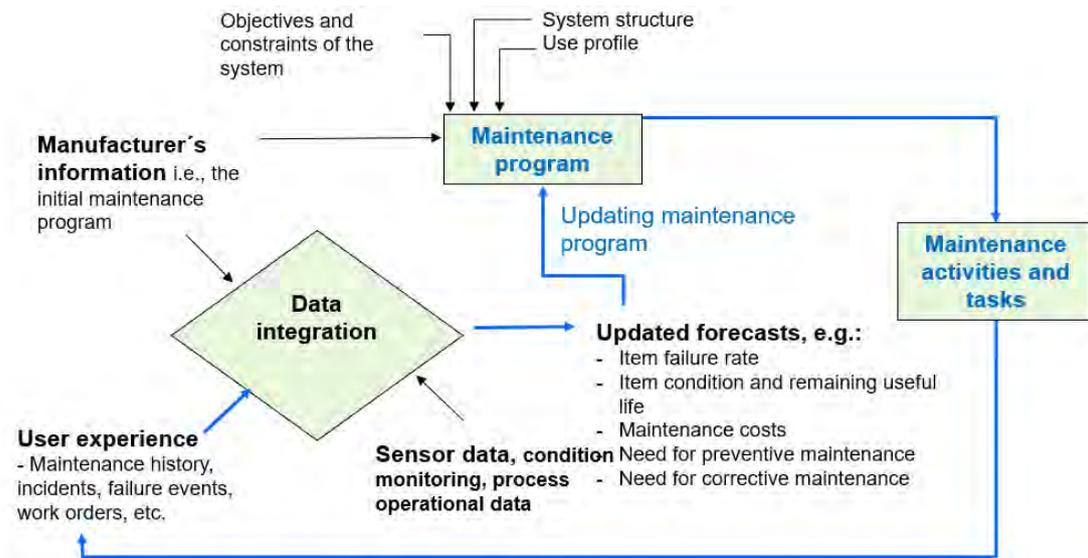 Objectives and
constraints of the
system
System structure
Use profile
Manufacturer´s
information i.e., the
initial maintenance
program
Maintenance
program
Updating maintenance
program
Maintenance
activities and
tasks
Data
integration
Updated forecasts, e.g.:
- Item failure rate
- Item condition and remaining useful
life
- Maintenance costs
- Need for preventive maintenance
- Need for corrective maintenance
User experience
- Maintenance history,
incidents, failure events,
work orders, etc.
Sensor data, condition
monitoring, process
operational data